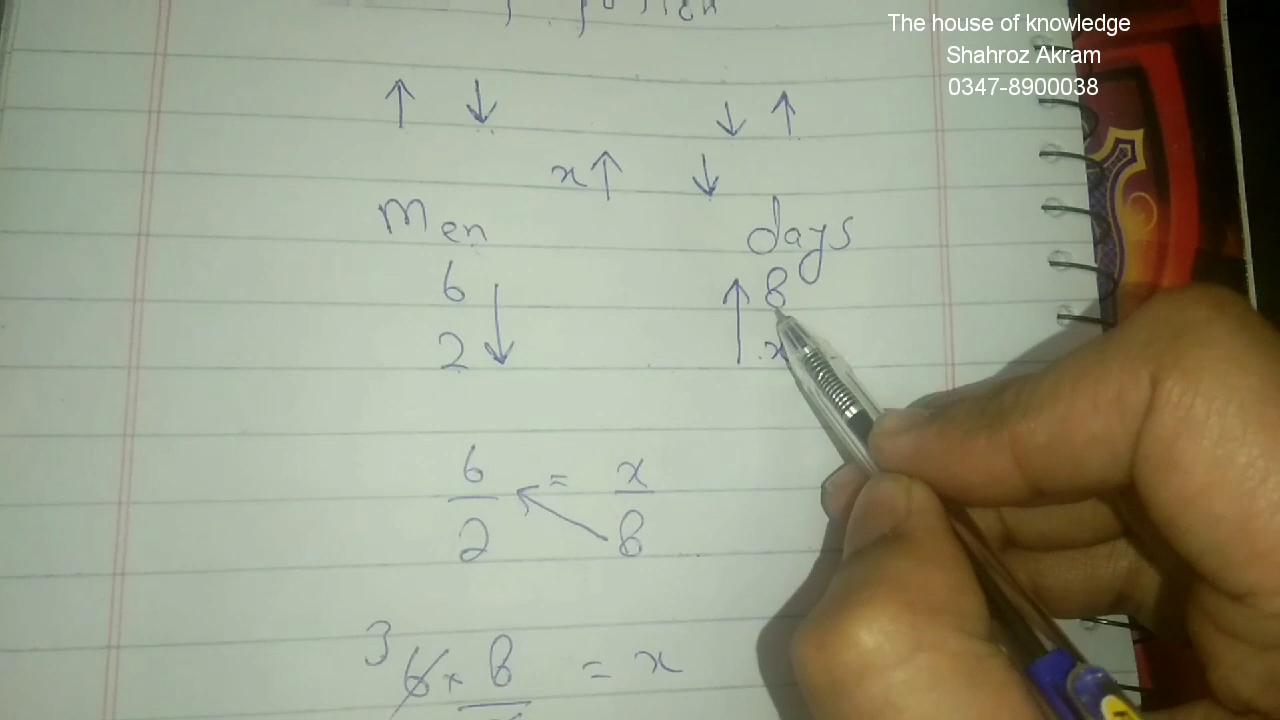 The house of knowledge
Shahroz Akram
0347-8900038
↑ ↓ ↓ ↑
x ↑ ↓
Men days
6 ↓ ↑ 8
2 x
6/2 = x/8
3 6 × 8 = x